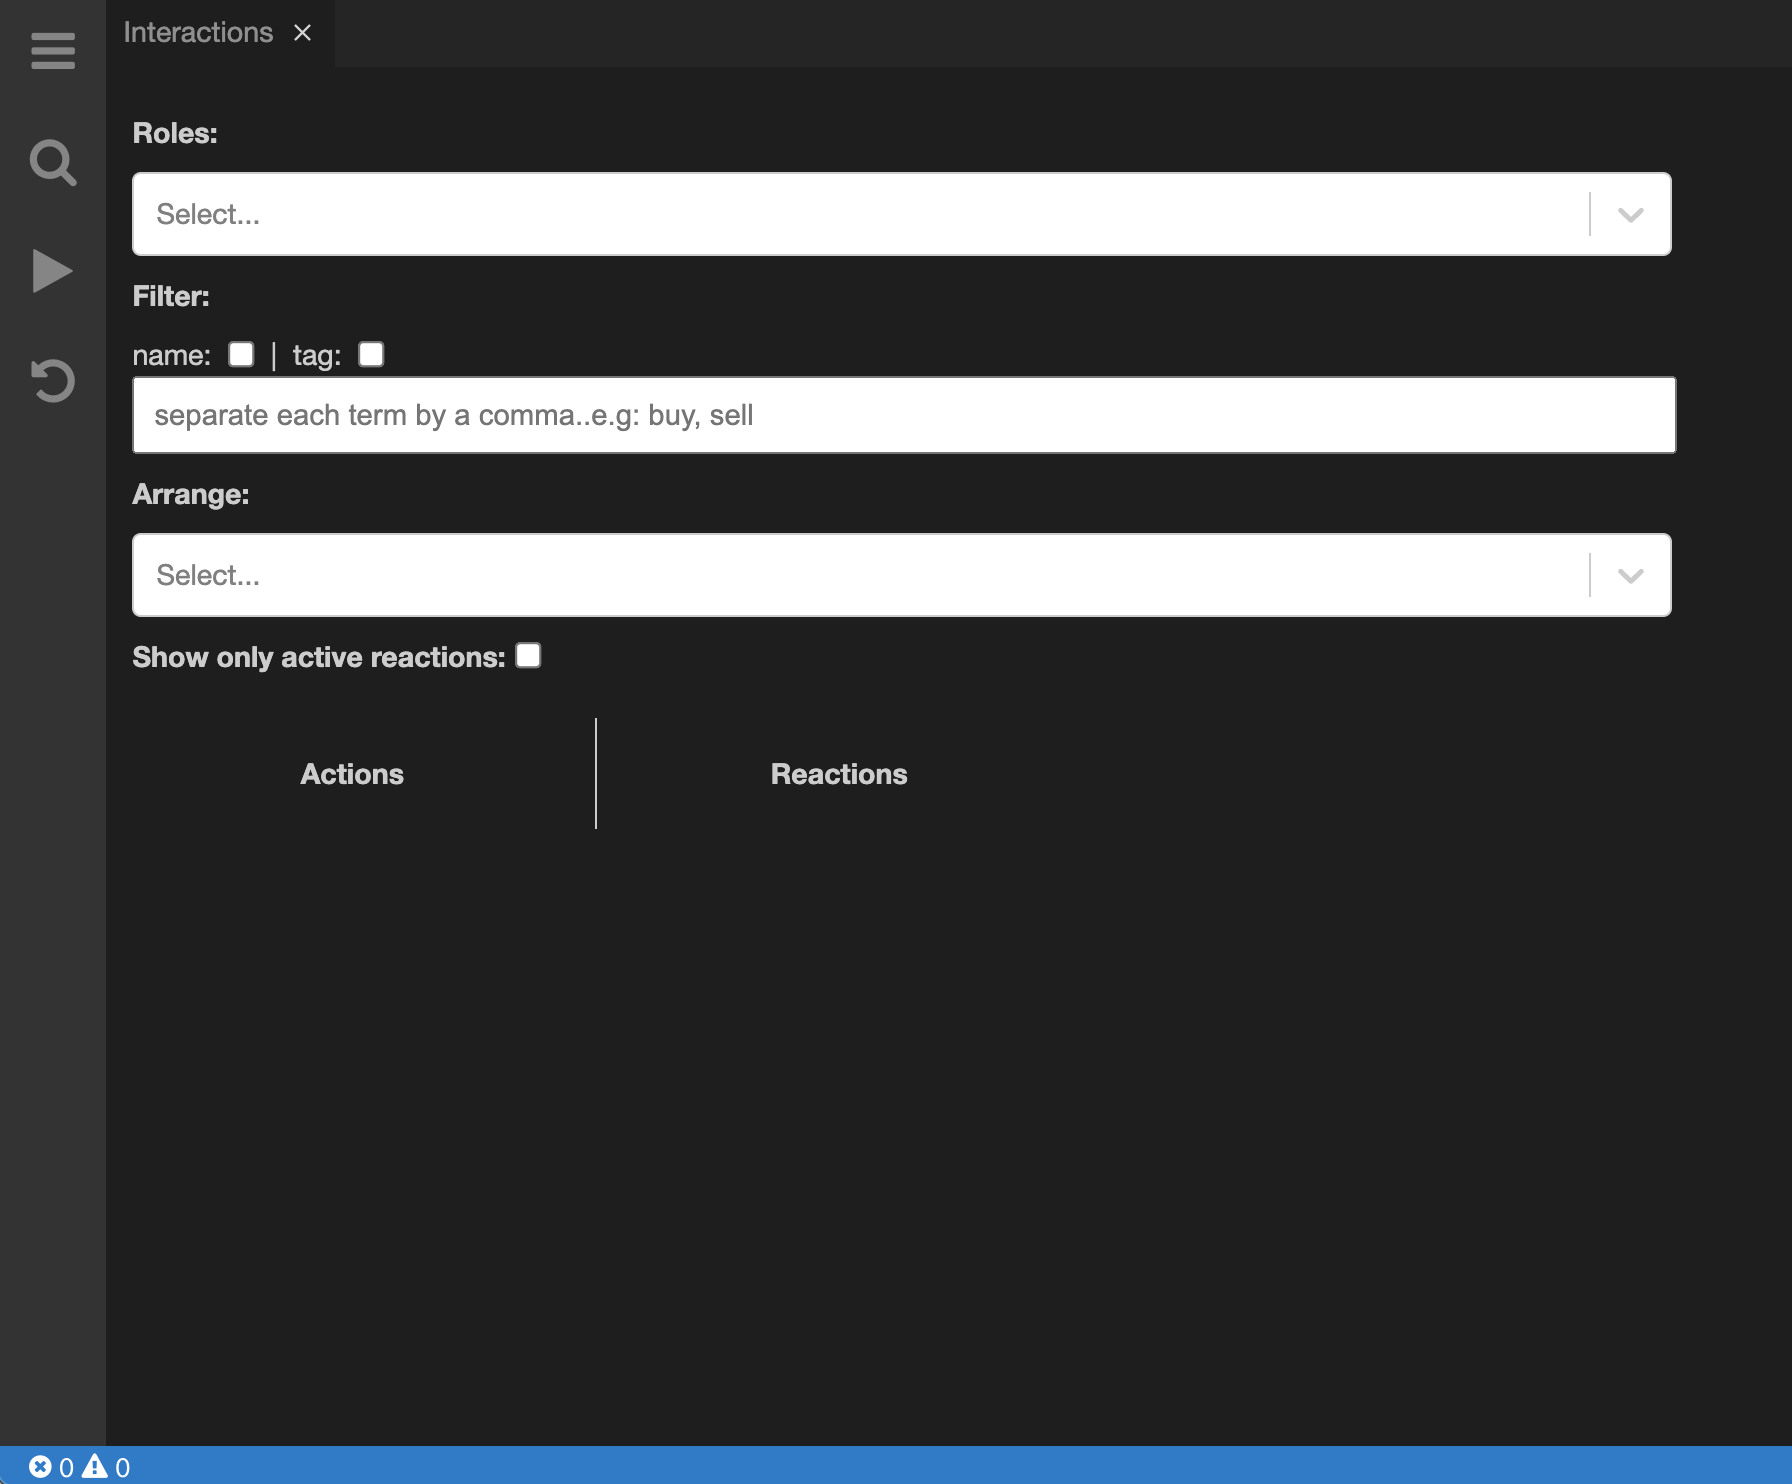 Interactions
Roles:
Select...
Filter:
name: | tag:
separate each term by a comma..e.g: buy, sell
Arrange:
Select...
Show only active reactions:
Actions Reactions
0 0